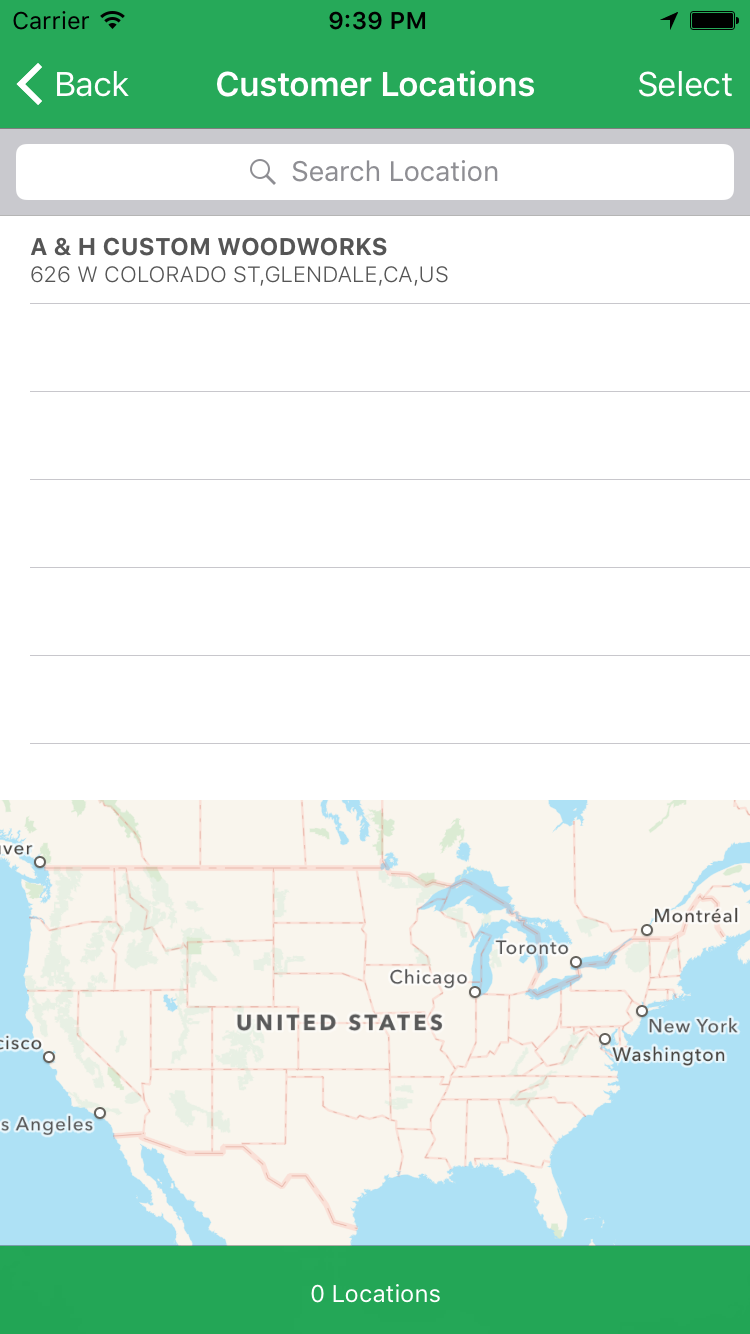 Carrier 9:39 PM
Back Customer Locations Select
Search Location
A & H CUSTOM WOODWORKS
626 W COLORADO ST,GLENDALE,CA,US
ver
Montréal
Toronto
Chicago
UNITED STATES
New York
cisco
Washington
s Angeles
0 Locations